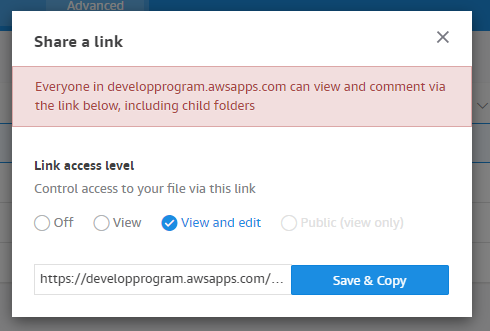 Advanced
Share a link
Everyone in developprogram.awsapps.com can view and comment via
the link below, including child folders
Link access level
Control access to your file via this link
Off View View and edit Public (view only)
https://developprogram.awsapps.com/... Save & Copy